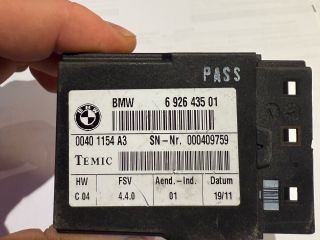 PASS
BMW 6 926 435 01
0040 1154 A3 SN-Nr. 000409759
TEMIC
HW FSV Aend.-Ind. Datum
C 04 4.4.0 01 19/11